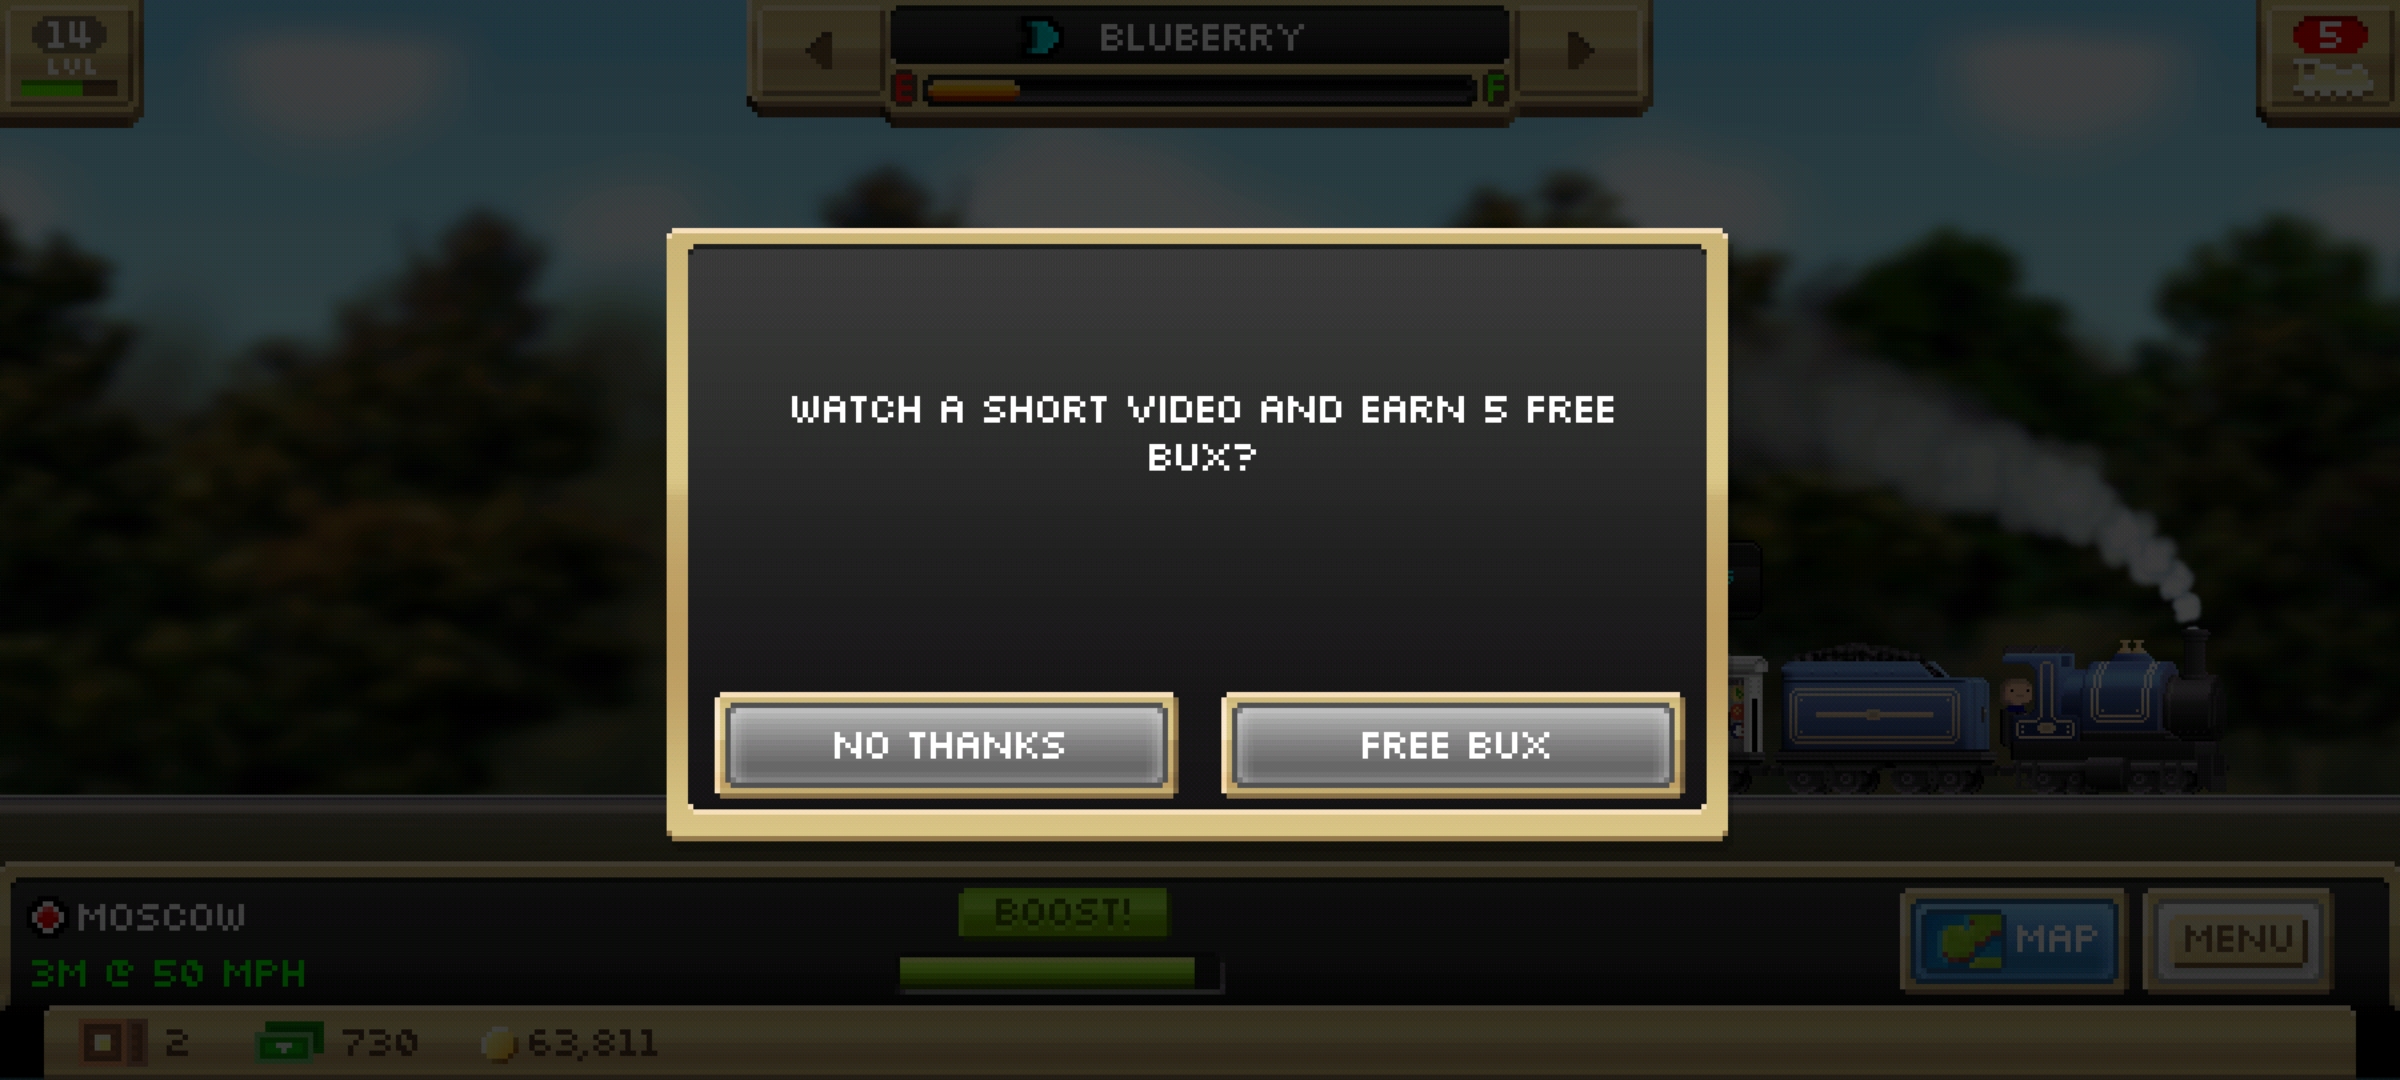 14
LVL
BLUBERRY
E
F
5
WATCH A SHORT VIDEO AND EARN 5 FREE
BUX?
NO THANKS
FREE BUX
MOSCOW
3M @ 50 MPH
BOOST!
MAP
MENU
2
730
63,811